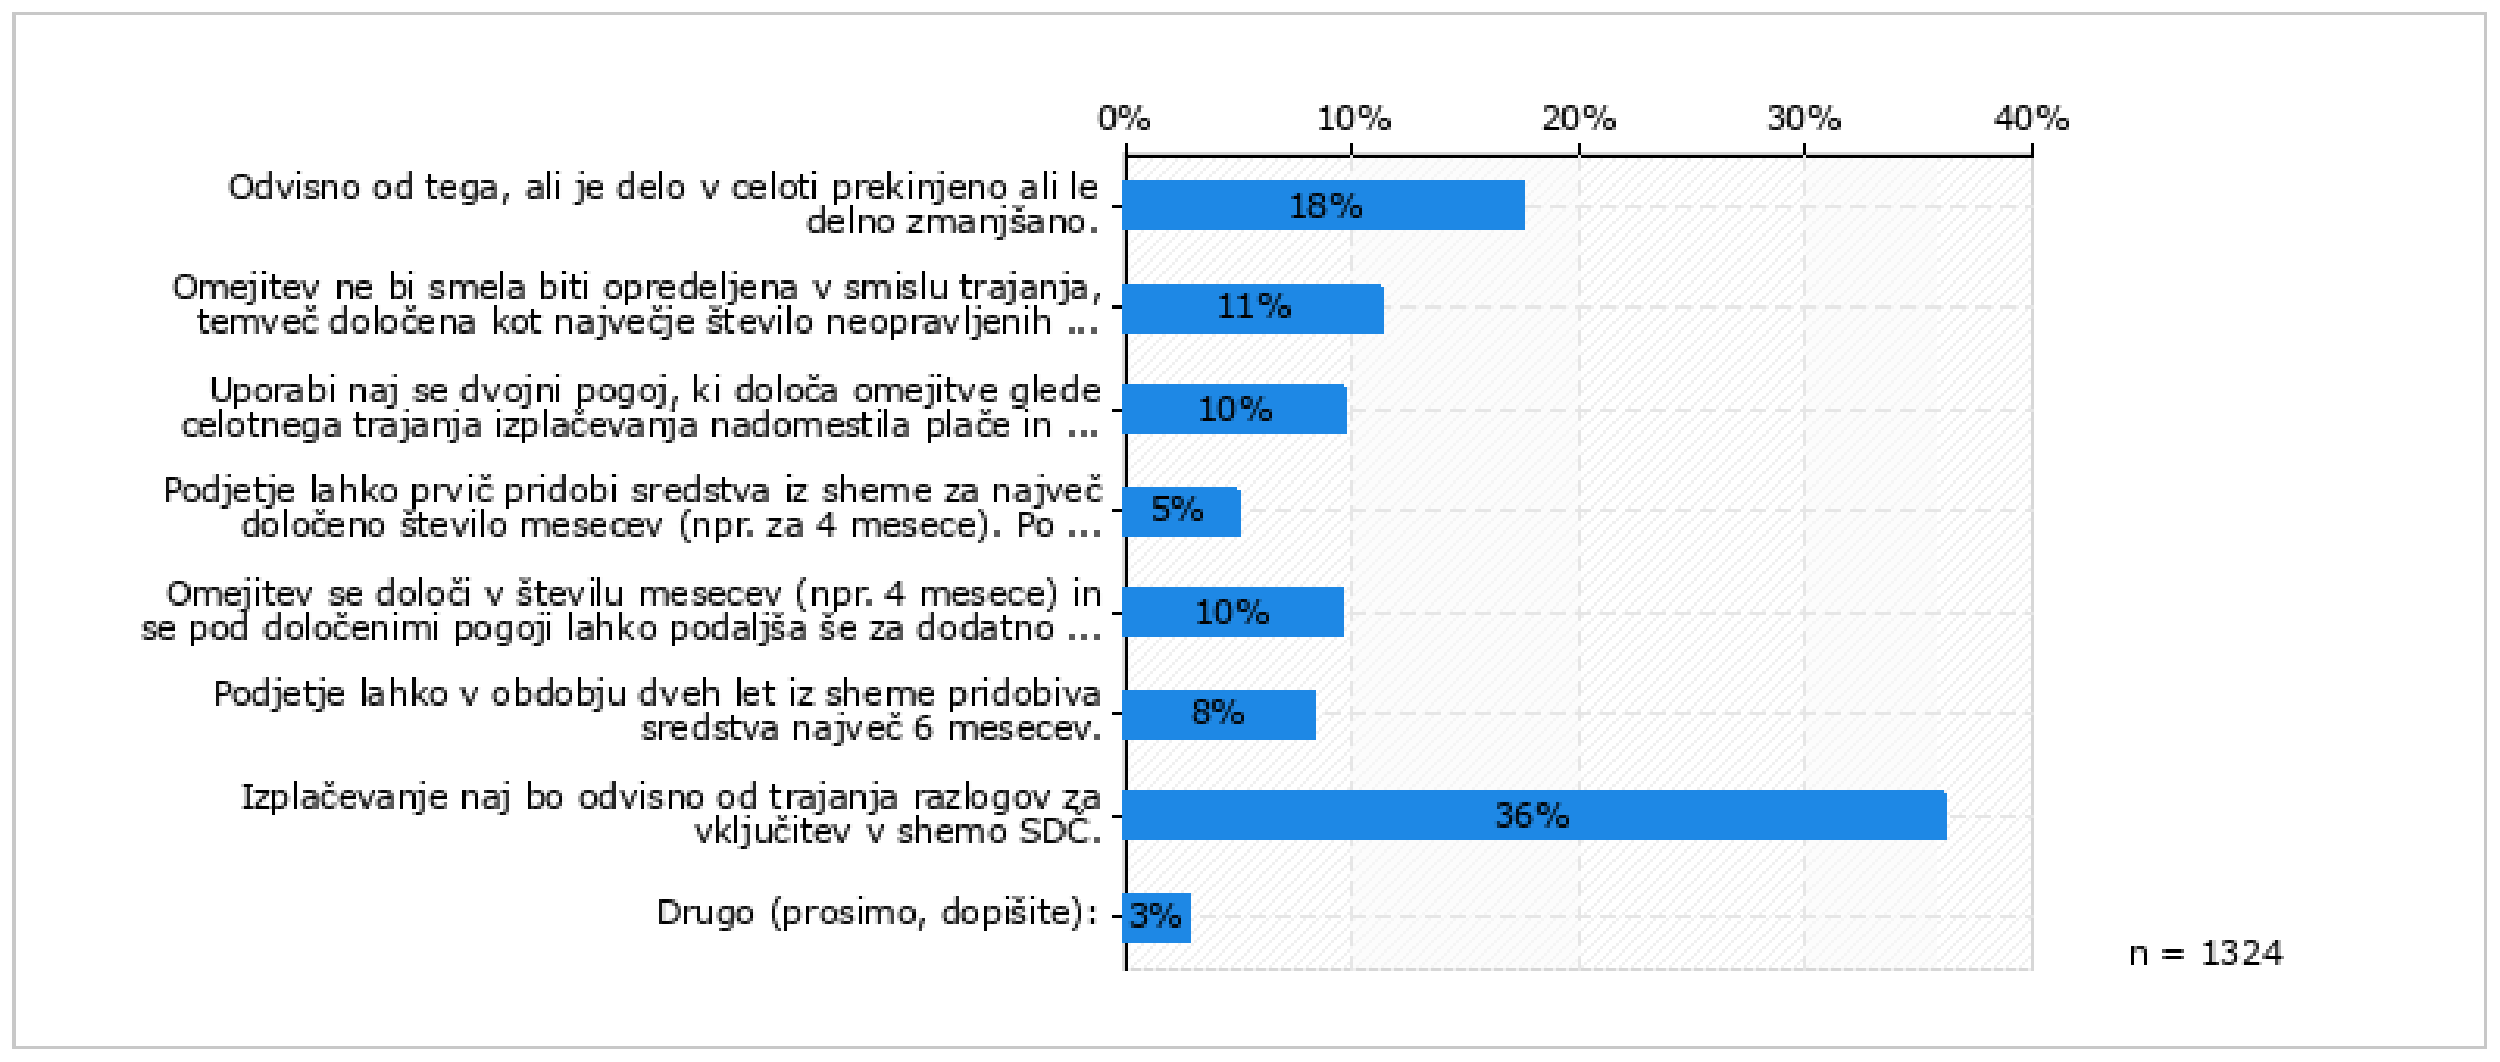 0% 10% 20% 30% 40%
Odvisno od tega, ali je delo v celoti prekinjeno ali le
delno zmanjšano.
18%
Omejitev ne bi smela biti opredeljena v smislu trajanja,
temveč določena kot največje število neopravljenih ...
11%
Uporabi naj se dvojni pogoj, ki določa omejitve glede
celotnega trajanja izplačevanja nadomestila plače in ...
10%
Podjetje lahko prvič pridobi sredstva iz sheme za največ
določeno število mesecev (npr. za 4 mesece). Po ...
5%
Omejitev se določi v številu mesecev (npr. 4 mesece) in
se pod določenimi pogoji lahko podaljša še za dodatno ...
10%
Podjetje lahko v obdobju dveh let iz sheme pridobiva
sredstva največ 6 mesecev.
8%
Izplačevanje naj bo odvisno od trajanja razlogov za
vključitev v shemo SDČ.
36%
Drugo (prosimo, dopišite):
3%
n = 1324